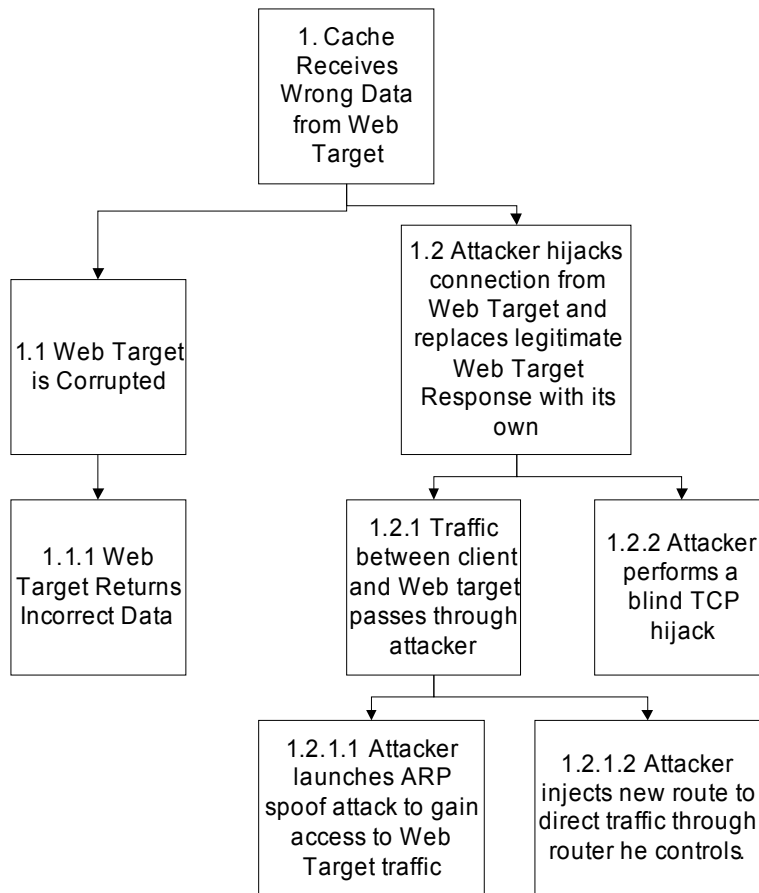 1. Cache
Receives
Wrong Data
from Web
Target
1.2 Attacker hijacks
connection from
Web Target and
replaces legitimate
Web Target
Response with its
own
1.1 Web Target
is Corrupted
1.1.1 Web
Target Returns
Incorrect Data
1.2.1 Traffic
between client
and Web target
passes through
attacker
1.2.2 Attacker
performs a
blind TCP
hijack
1.2.1.1 Attacker
launches ARP
spoof attack to gain
access to Web
Target traffic
1.2.1.2 Attacker
injects new route to
direct traffic through
router he controls.